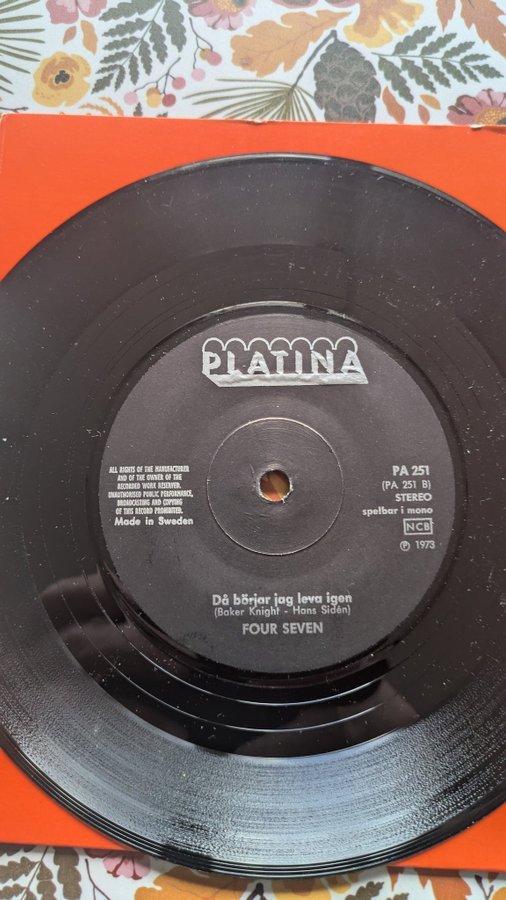 PLATINA
ALL RIGHTS OF THE MANUFACTURER
AND OF THE OWNER OF THE
RECORDED WORK RESERVED.
UNAUTHORISED PUBLIC PERFORMANCE,
BROADCASTING AND COPYING
OF THIS RECORD PROHIBITED.
Made in Sweden
PA 251
(PA 251 B)
STEREO
spelbar i mono
NCB
℗ 1973
Då börjar jag leva igen
(Baker Knight - Hans Sidén)
FOUR SEVEN